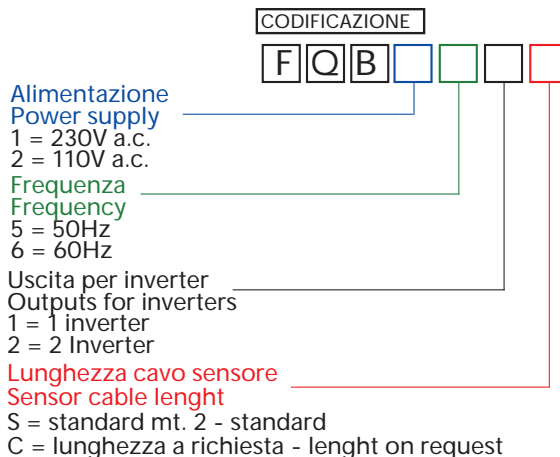 CODIFICAZIONE
F Q B
Alimentazione
Power supply
1 = 230V a.c.
2 = 110V a.c.
Frequenza
Frequency
5 = 50Hz
6 = 60Hz
Uscita per inverter
Outputs for inverters
1 = 1 inverter
2 = 2 Inverter
Lunghezza cavo sensore
Sensor cable lenght
S = standard mt. 2 - standard
C = lunghezza a richiesta - lenght on request